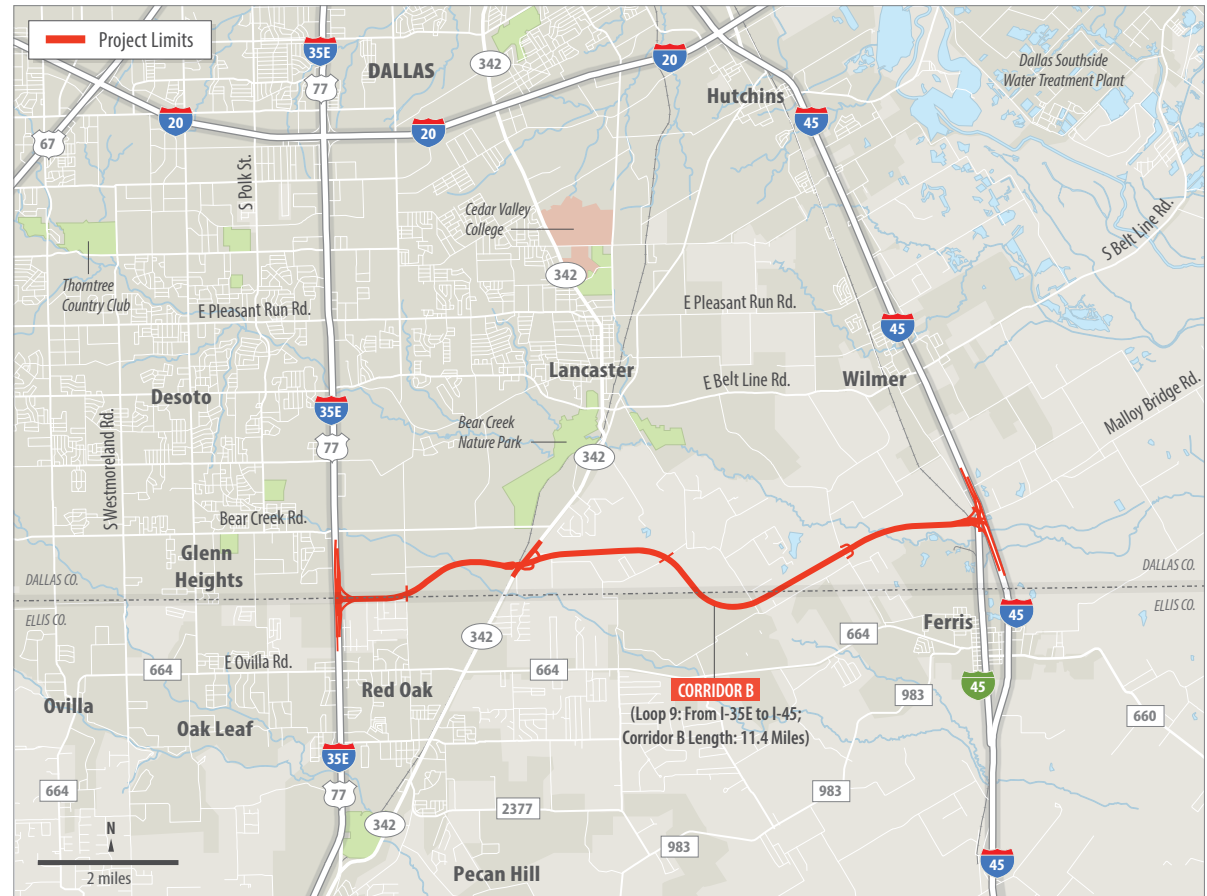 Project Limits
35E
77
342
DALLAS
20
Dallas Southside
Water Treatment Plant
Hutchins
20
20
45
67
S Polk St.
Cedar Valley
College
S Belt Line Rd.
342
Thorntree
Country Club
E Pleasant Run Rd.
E Pleasant Run Rd.
45
Lancaster
E Belt Line Rd.
Wilmer
Desoto
35E
77
Malloy Bridge Rd.
Bear Creek
Nature Park
342
S Westmoreland Rd.
Bear Creek Rd.
Glenn
Heights
DALLAS CO.
ELLIS CO.
DALLAS CO.
ELLIS CO.
45
Ferris
342
664
664
E Ovilla Rd.
664
Red Oak
CORRIDOR B
(Loop 9: From I-35E to I-45;
Corridor B Length: 11.4 Miles)
45
983
660
Ovilla
Oak Leaf
35E
77
664
983
2377
342
N
2 miles
983
Pecan Hill
45